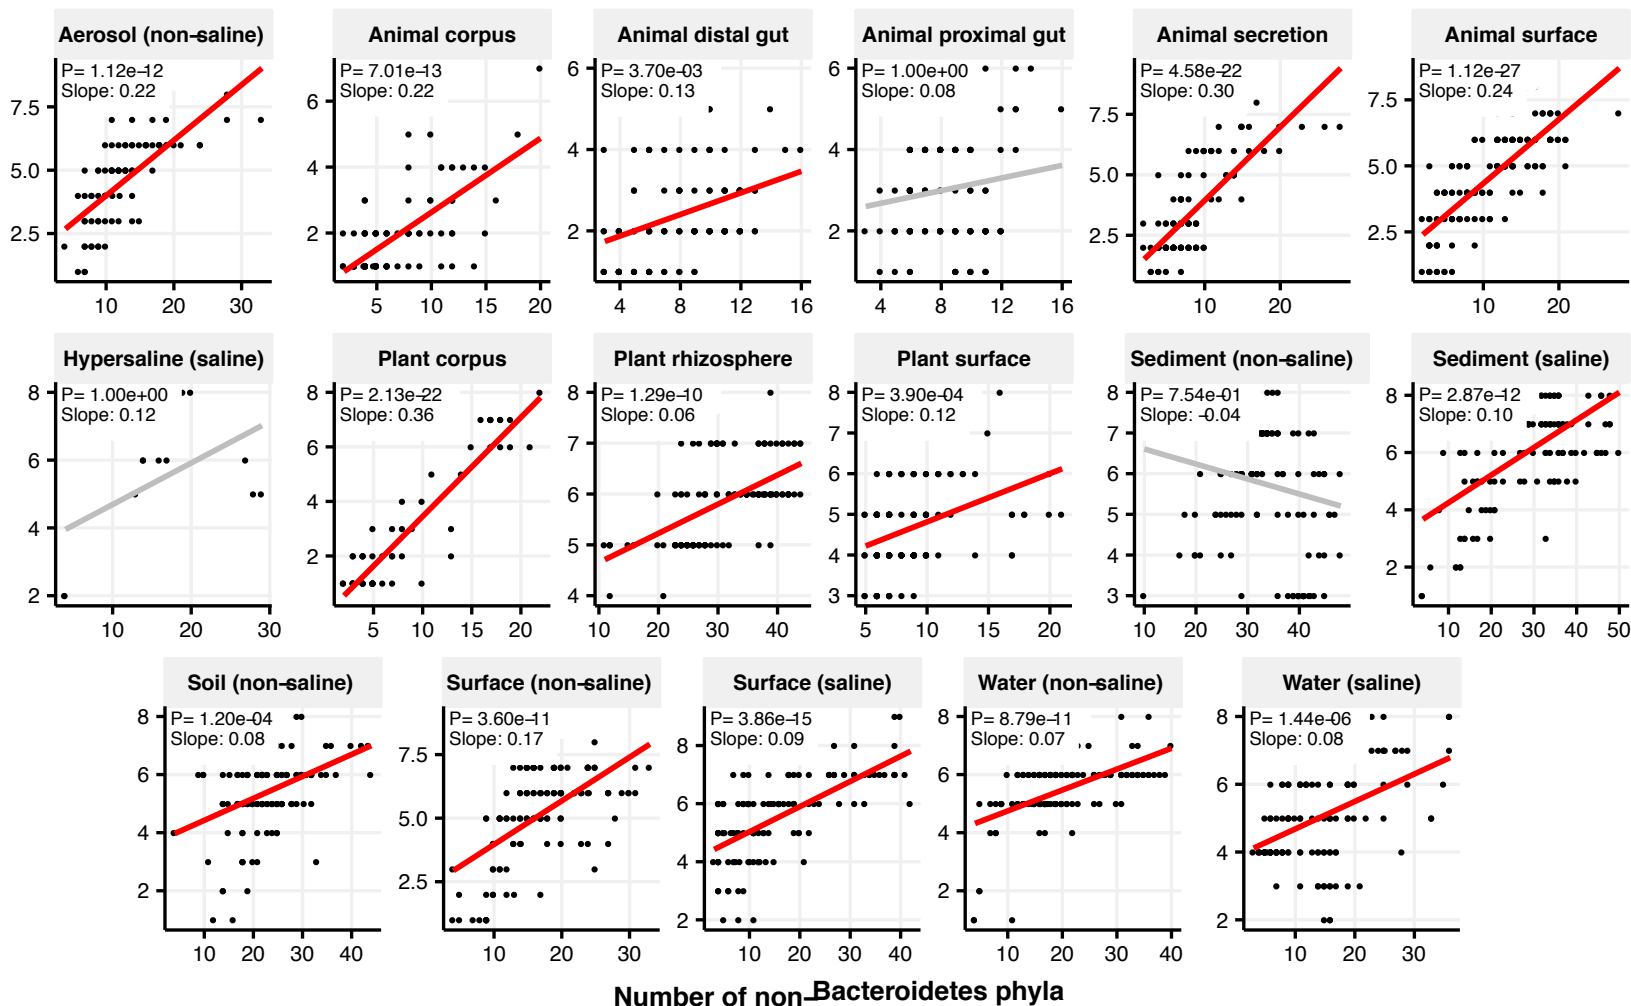 Aerosol (non-saline)
P= 1.12e-12
Slope: 0.22
7.5
5.0
2.5
10 20 30
Animal corpus
P= 7.01e-13
Slope: 0.22
6
4
2
5 10 15 20
Animal distal gut
P= 3.70e-03
Slope: 0.13
6
4
2
4 8 12 16
Animal proximal gut
P= 1.00e+00
Slope: 0.08
6
4
2
4 8 12 16
Animal secretion
P= 4.58e-22
Slope: 0.30
7.5
5.0
2.5
10 20
Animal surface
P= 1.12e-27
Slope: 0.24
7.5
5.0
2.5
10 20
Hypersaline (saline)
P= 1.00e+00
Slope: 0.12
8
6
4
2
10 20 30
Plant corpus
P= 2.13e-22
Slope: 0.36
8
6
4
2
5 10 15 20
Plant rhizosphere
P= 1.29e-10
Slope: 0.06
8
7
6
5
4
10 20 30 40
Plant surface
P= 3.90e-04
Slope: 0.12
8
7
6
5
4
3
5 10 15 20
Sediment (non-saline)
P= 7.54e-01
Slope: -0.04
8
7
6
5
4
3
10 20 30 40
Sediment (saline)
P= 2.87e-12
Slope: 0.10
8
6
4
2
10 20 30 40 50
Soil (non-saline)
P= 1.20e-04
Slope: 0.08
8
6
4
2
10 20 30 40
Surface (non-saline)
P= 3.60e-11
Slope: 0.17
7.5
5.0
2.5
10 20 30
Surface (saline)
P= 3.86e-15
Slope: 0.09
8
6
4
2
10 20 30 40
Water (non-saline)
P= 8.79e-11
Slope: 0.07
8
6
4
2
10 20 30 40
Water (saline)
P= 1.44e-06
Slope: 0.08
8
6
4
2
10 20 30
Number of non-Bacteroidetes phyla